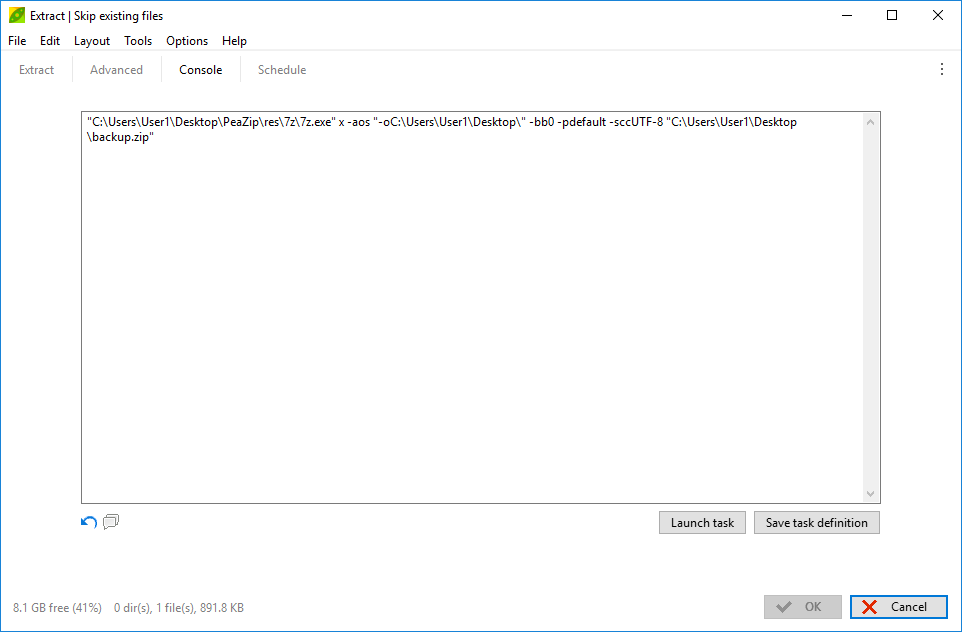 Extract | Skip existing files
File Edit Layout Tools Options Help
Extract Advanced Console Schedule
"C:\Users\User1\Desktop\PeaZip\res\7z\7z.exe" x -aos "-oC:\Users\User1\Desktop\" -bb0 -pdefault -sccUTF-8 "C:\Users\User1\Desktop
\backup.zip"
Launch task Save task definition
8.1 GB free (41%) 0 dir(s), 1 file(s), 891.8 KB
OK Cancel